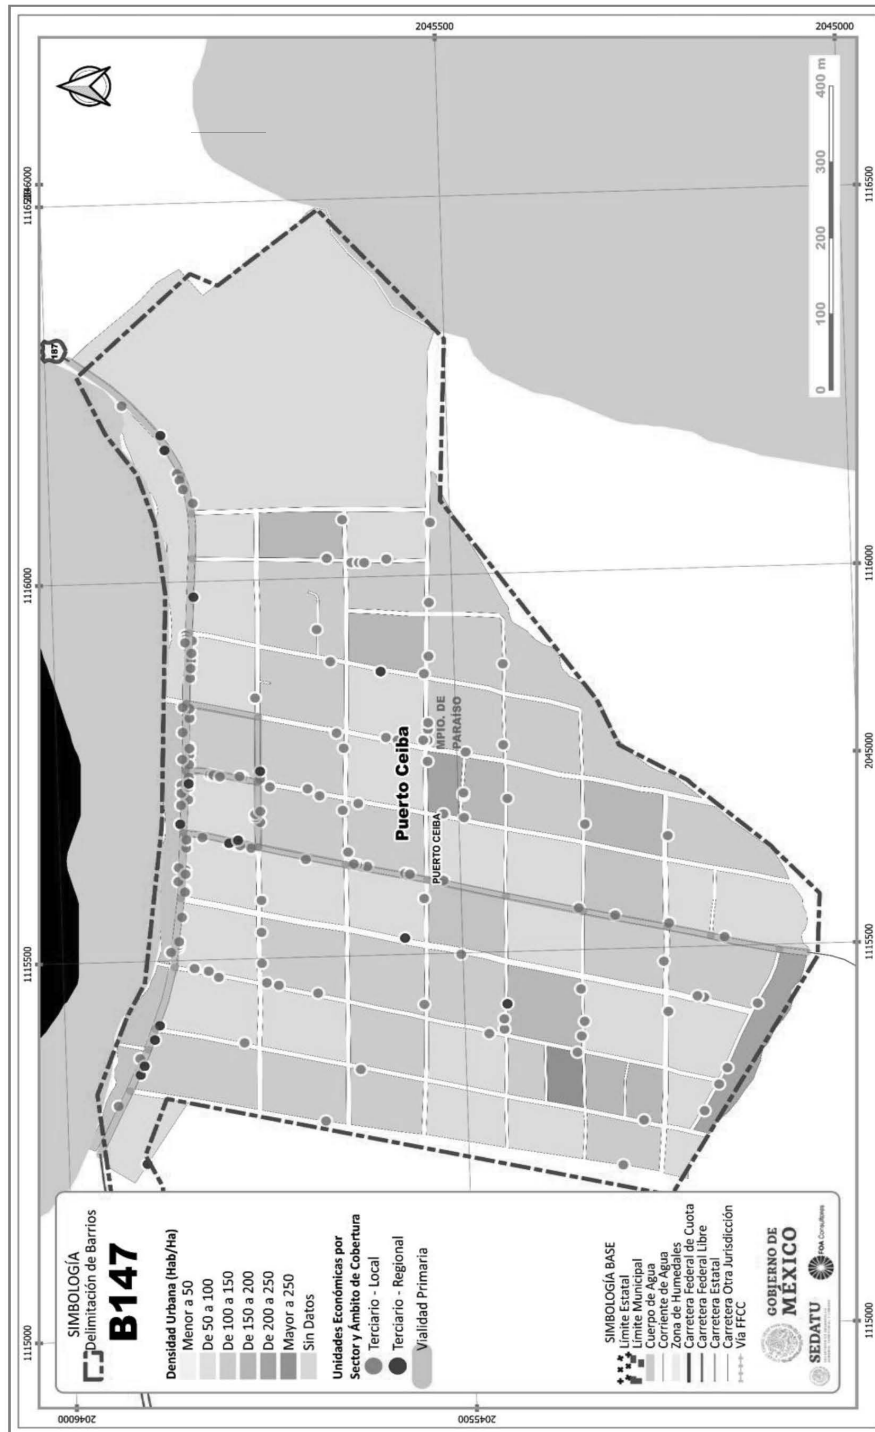 SIMBOLOGÍA
Delimitación de Barrios
B147
Densidad Urbana (Hab/Ha)
Menor a 50
De 50 a 100
De 100 a 150
De 150 a 200
De 200 a 250
Mayor a 250
Sin Datos
Unidades Económicas por
Sector y Ámbito de Cobertura
Terciario - Local
Terciario - Regional
Vialidad Primaria
SIMBOLOGÍA BASE
Límite Estatal
Límite Municipal
Cuerpo de Agua
Corriente de Agua
Zona de Humedales
Carretera Federal de Cuota
Carretera Federal Libre
Carretera Estatal
Carretera Otra Jurisdicción
Vía FFCC
GOBIERNO DE
MÉXICO
SEDATU
FOA Consultores
Puerto Ceiba
PUERTO CEIBA
MPIO. DE
PARAÍSO
187
0 100 200 300 400 m
1115000
1115500
1116000
1116500
2046000
2045500
2045000
1115000
1115500
2045000
1116000
1116500
2046000
2045500